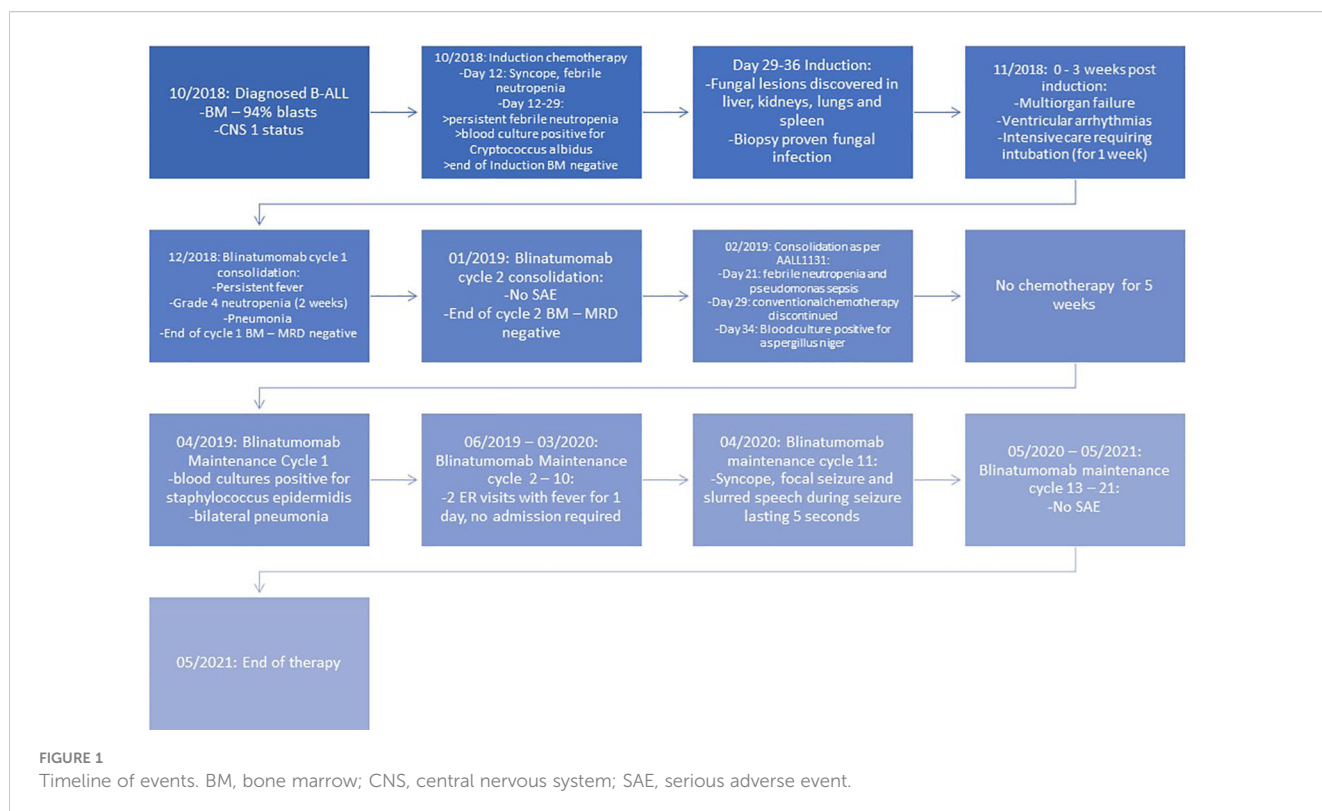 10/2018: Diagnosed B-ALL
-BM – 94% blasts
-CNS 1 status
10/2018: Induction chemotherapy
-Day 12: Syncope, febrile
neutropenia
-Day 12-29:
>persistent febrile neutropenia
>blood culture positive for
Cryptococcus albidus
>end of Induction BM negative
Day 29-36 Induction:
-Fungal lesions discovered in
liver, kidneys, lungs and
spleen
-Biopsy proven fungal
infection
11/2018: 0 - 3 weeks post
induction:
-Multiorgan failure
-Ventricular arrhythmias
-Intensive care requiring
intubation (for 1 week)
12/2018: Blinatumomab cycle 1
consolidation:
-Persistent fever
-Grade 4 neutropenia (2 weeks)
-Pneumonia
-End of cycle 1 BM – MRD negative
01/2019: Blinatumomab
cycle 2 consolidation:
-No SAE
-End of cycle 2 BM – MRD
negative
02/2019: Consolidation as per
AALL1131:
-Day 21: febrile neutropenia and
pseudomonas sepsis
-Day 29: conventional chemotherapy
discontinued
-Day 34: Blood culture positive for
aspergillus niger
No chemotherapy for 5
weeks
04/2019: Blinatumomab
Maintenance Cycle 1
-blood cultures positive for
staphylococcus epidermidis
-bilateral pneumonia
06/2019 – 03/2020:
Blinatumomab Maintenance
cycle 2 – 10:
-2 ER visits with fever for 1
day, no admission required
04/2020: Blinatumomab
maintenance cycle 11:
-Syncope, focal seizure and
slurred speech during seizure
lasting 5 seconds
05/2020 – 05/2021:
Blinatumomab maintenance
cycle 13 – 21:
-No SAE
05/2021: End of therapy
FIGURE 1
Timeline of events. BM, bone marrow; CNS, central nervous system; SAE, serious adverse event.